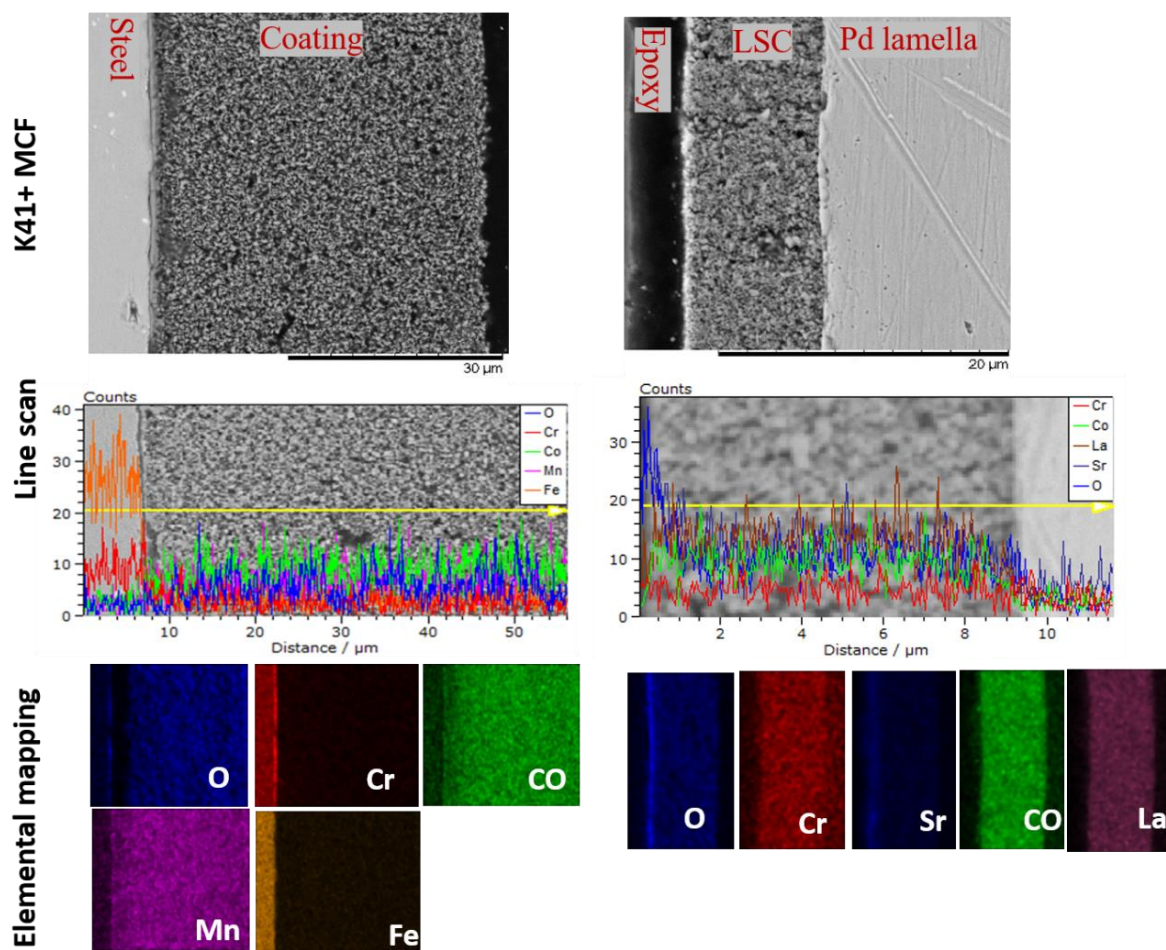 K41+ MCF
Steel
Coating
30 µm
Epoxy
LSC
Pd lamella
20 µm
Line scan
Counts
40
30
20
10
0
O
Cr
Co
Mn
Fe
10
20
30
40
50
Distance / µm
Counts
30
20
10
0
Cr
Co
La
Sr
O
2
4
6
8
10
Distance / µm
Elemental mapping
O
Cr
CO
Mn
Fe
O
Cr
Sr
CO
La